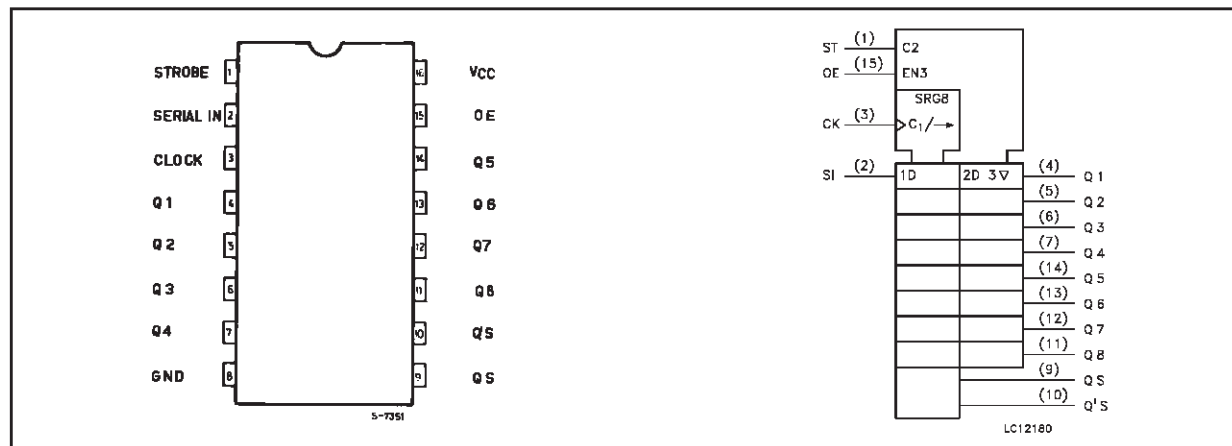 STROBE 1 16 VCC
SERIAL IN 2 15 OE
CLOCK 3 14 Q5
Q1 4 13 Q6
Q2 5 12 Q7
Q3 6 11 Q8
Q4 7 10 Q'S
GND 8 9 QS
S-7351
ST (1) C2
OE (15) EN3
SRG8
CK (3) C1/→
SI (2) 1D 2D 3▽ (4) Q1
(5) Q2
(6) Q3
(7) Q4
(14) Q5
(13) Q6
(12) Q7
(11) Q8
(9) QS
(10) Q'S
LC12180